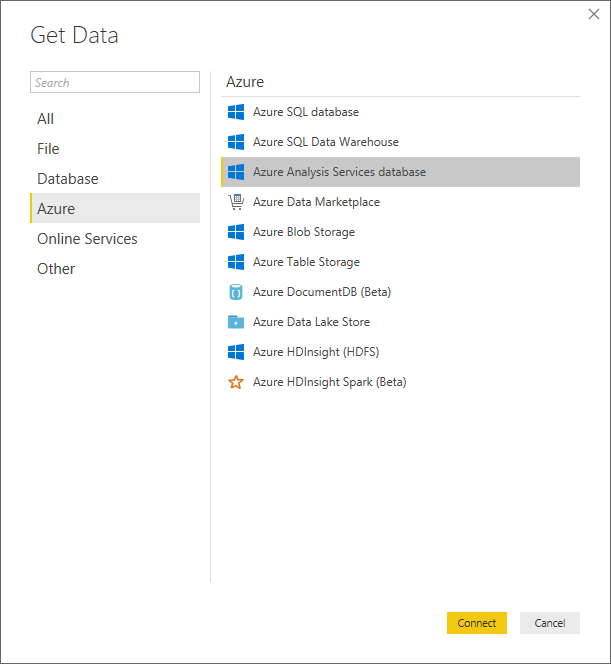 Get Data
Search
All
File
Database
Azure
Online Services
Other
Azure
Azure SQL database
Azure SQL Data Warehouse
Azure Analysis Services database
Azure Data Marketplace
Azure Blob Storage
Azure Table Storage
Azure DocumentDB (Beta)
Azure Data Lake Store
Azure HDInsight (HDFS)
Azure HDInsight Spark (Beta)
Connect
Cancel